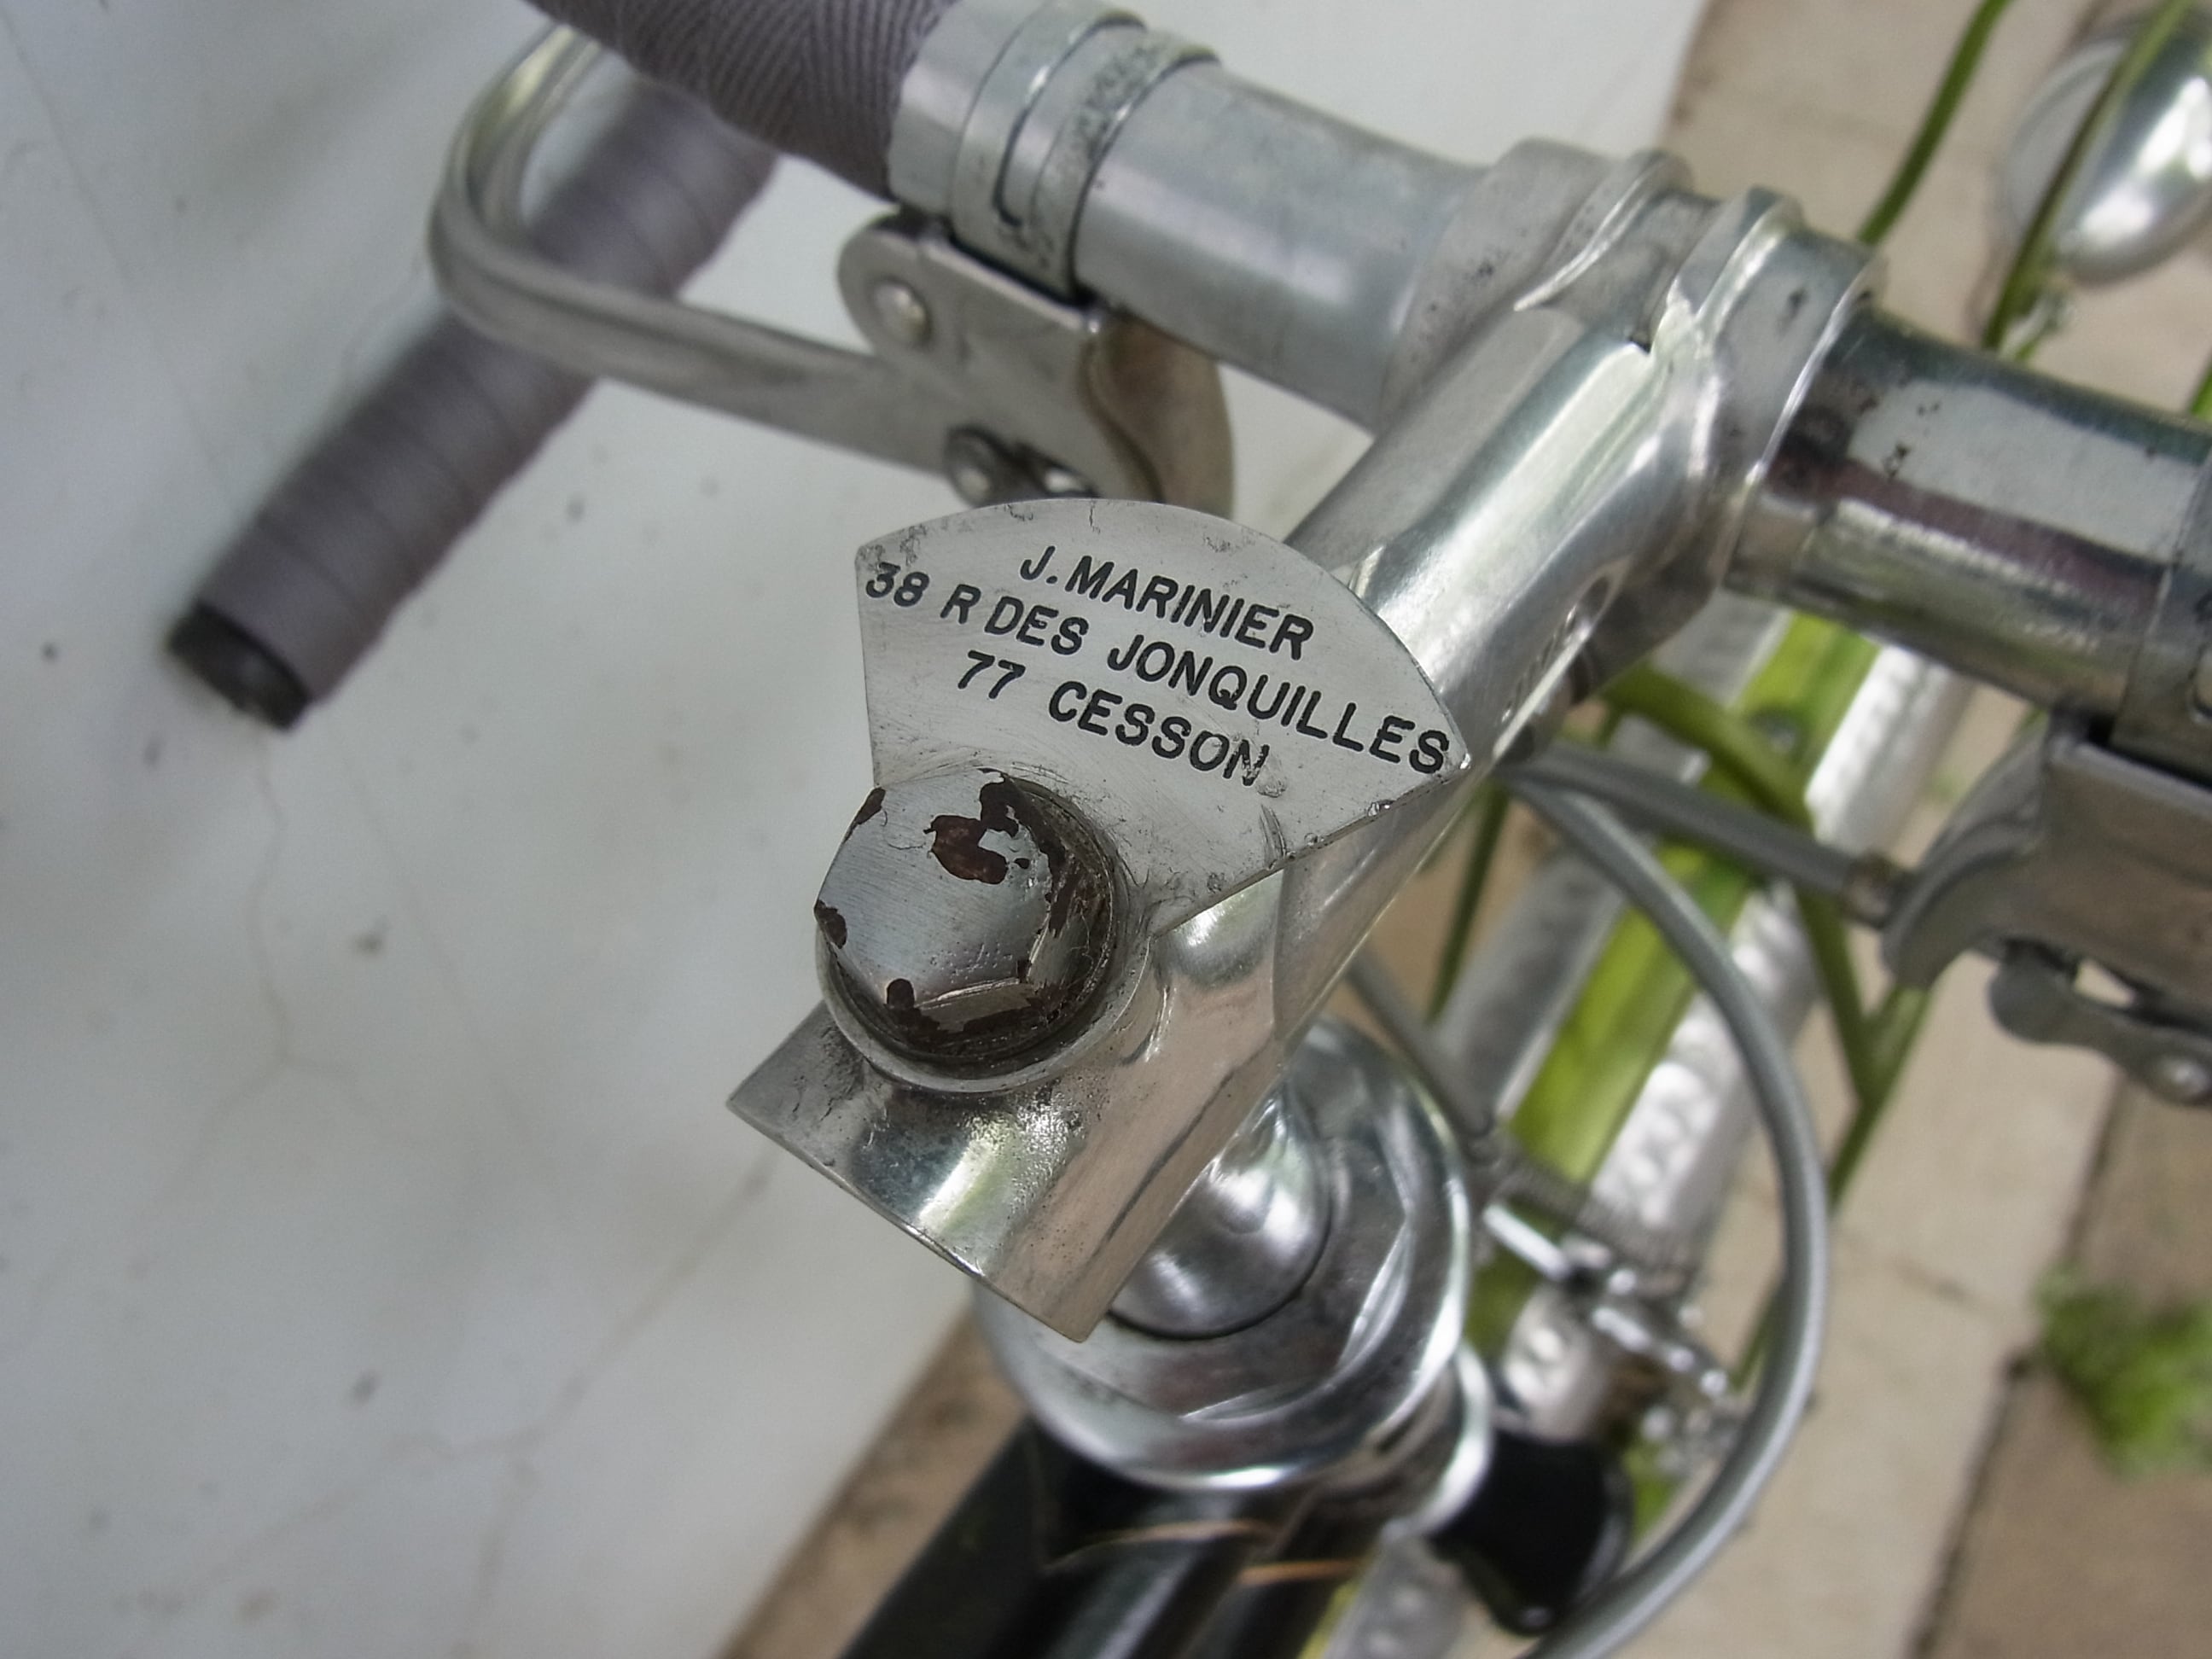 J. MARINIER
38 R DES JONQUILLES
77 CESSON